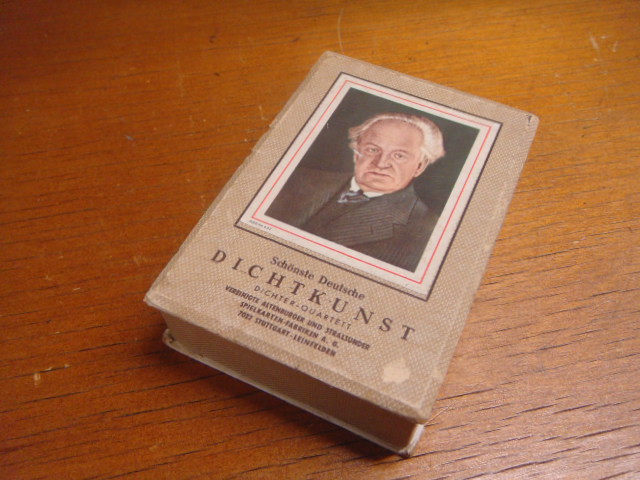 Schönste Deutsche
DICHTKUNST
DICHTER-QUARTETT
VEREINIGTE ALTENBURGER UND STRALSUNDER
SPIELKARTEN-FABRIKEN A. G.
7022 STUTTGART-LEINFELDEN